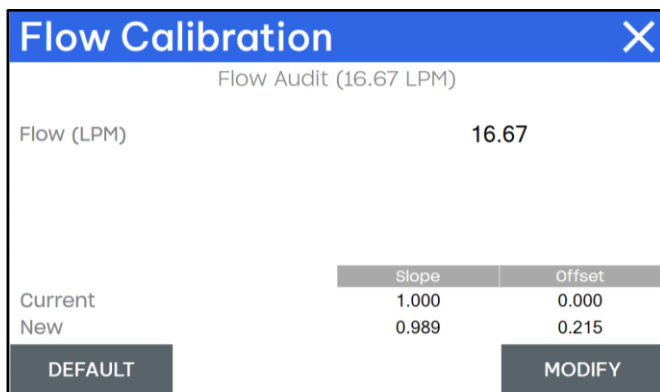 Flow Calibration
Flow Audit (16.67 LPM)
Flow (LPM) 16.67
Slope Offset
Current 1.000 0.000
New 0.989 0.215
DEFAULT MODIFY